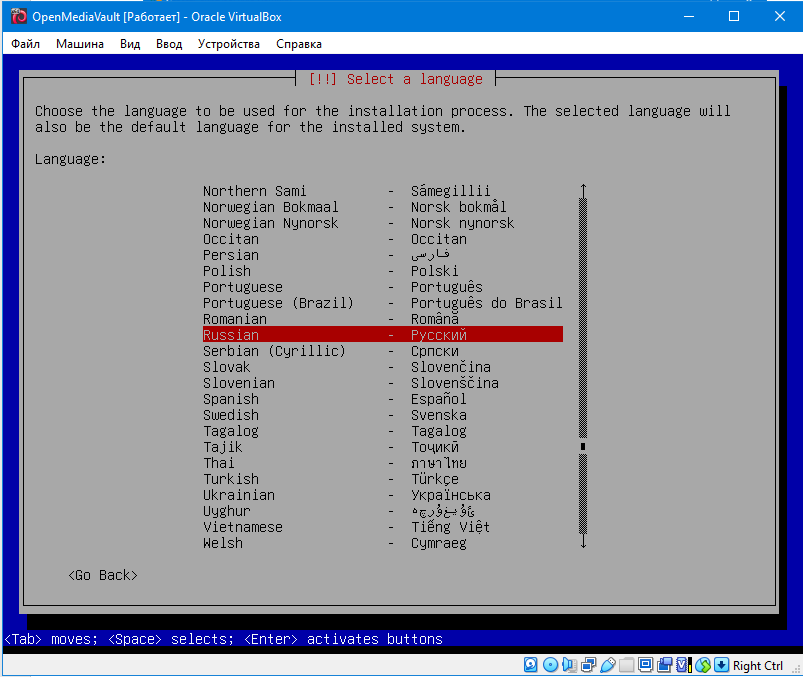 OpenMediaVault [Работает] - Oracle VirtualBox
Файл Машина Вид Ввод Устройства Справка
[!!] Select a language
Choose the language to be used for the installation process. The selected language will
also be the default language for the installed system.
Language:
Northern Sami - Sámegillii
Norwegian Bokmaal - Norsk bokmål
Norwegian Nynorsk - Norsk nynorsk
Occitan - Occitan
Persian - فارسی
Polish - Polski
Portuguese - Português
Portuguese (Brazil) - Português do Brasil
Romanian - Română
Russian - Русский
Serbian (Cyrillic) - Српски
Slovak - Slovenčina
Slovenian - Slovenščina
Spanish - Español
Swedish - Svenska
Tagalog - Tagalog
Tajik - Тоҷикӣ
Thai - ภาษาไทย
Turkish - Türkçe
Ukrainian - Українська
Uyghur - ئۇيغۇرچە
Vietnamese - Tiếng Việt
Welsh - Cymraeg
<Go Back>
<Tab> moves; <Space> selects; <Enter> activates buttons
Right Ctrl